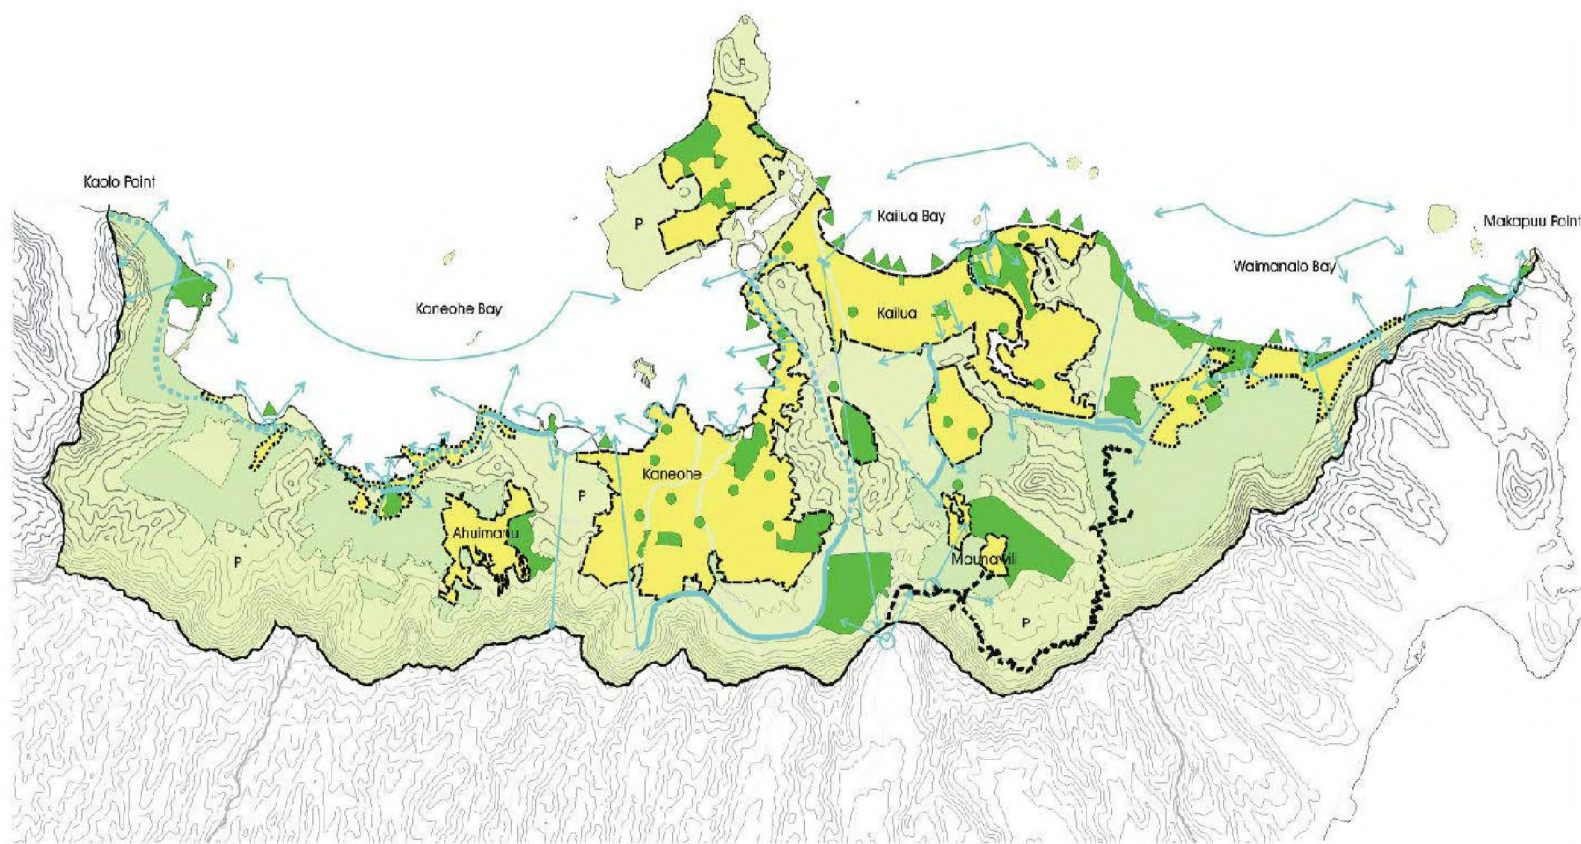 P
Kaolo Point
P
P
Kailua Bay
Makapuu Point
Waimanalo Bay
Kaneohe Bay
Kailua
Kaneohe
P
Ahuimanu
P
Maunawili
P